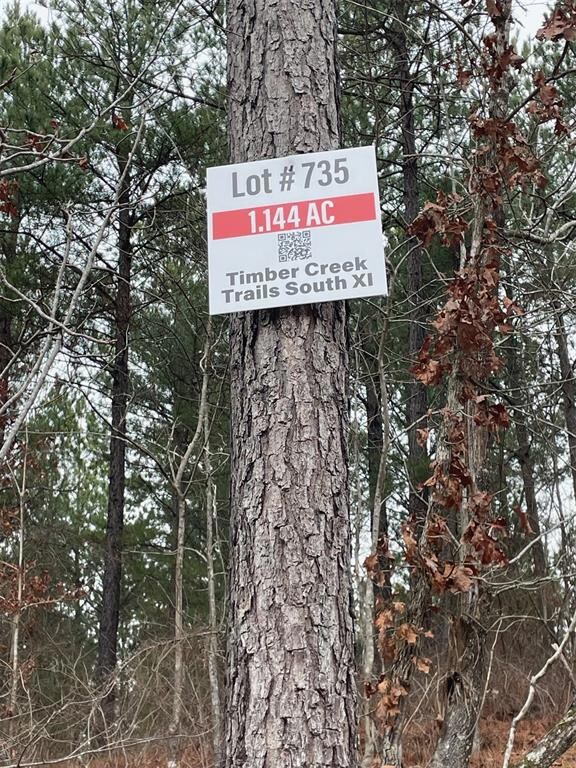 Lot # 735
1.144 AC
Timber Creek
Trails South XI